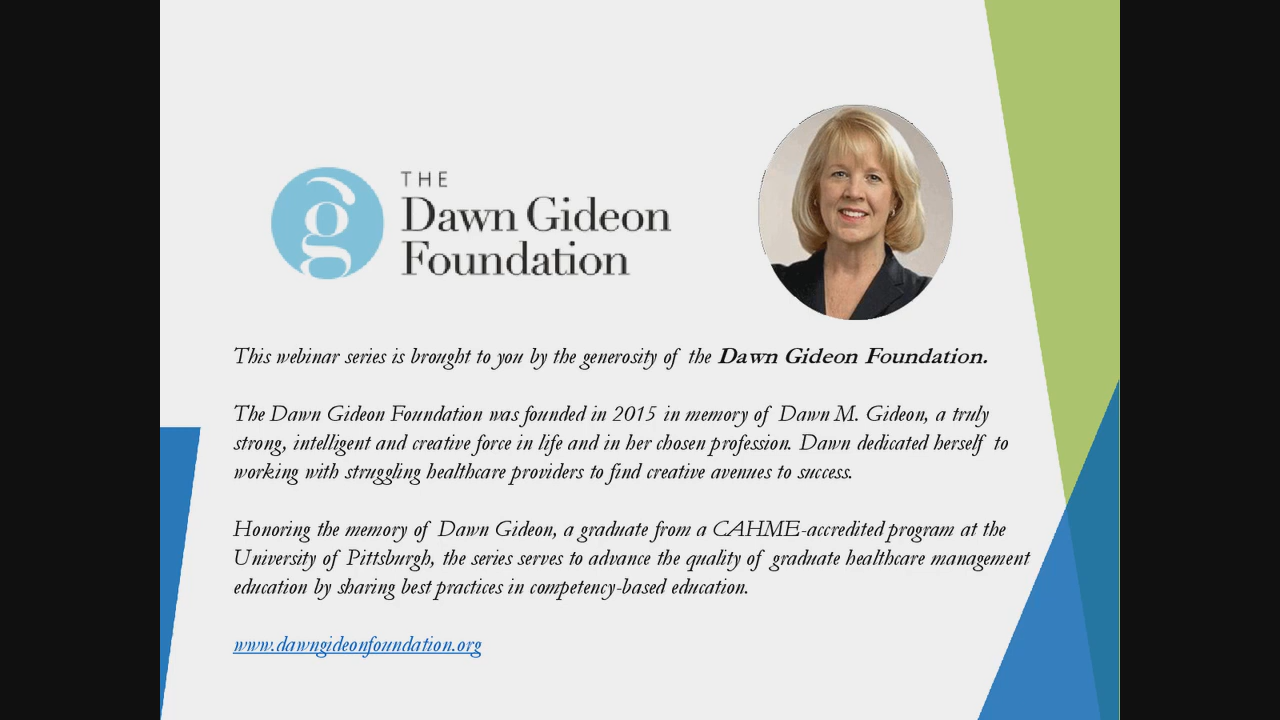 THE
Dawn Gideon
Foundation
This webinar series is brought to you by the generosity of the Dawn Gideon Foundation.
The Dawn Gideon Foundation was founded in 2015 in memory of Dawn M. Gideon, a truly
strong, intelligent and creative force in life and in her chosen profession. Dawn dedicated herself to
working with struggling healthcare providers to find creative avenues to success.
Honoring the memory of Dawn Gideon, a graduate from a CAHME-accredited program at the
University of Pittsburgh, the series serves to advance the quality of graduate healthcare management
education by sharing best practices in competency-based education.
www.dawngideonfoundation.org